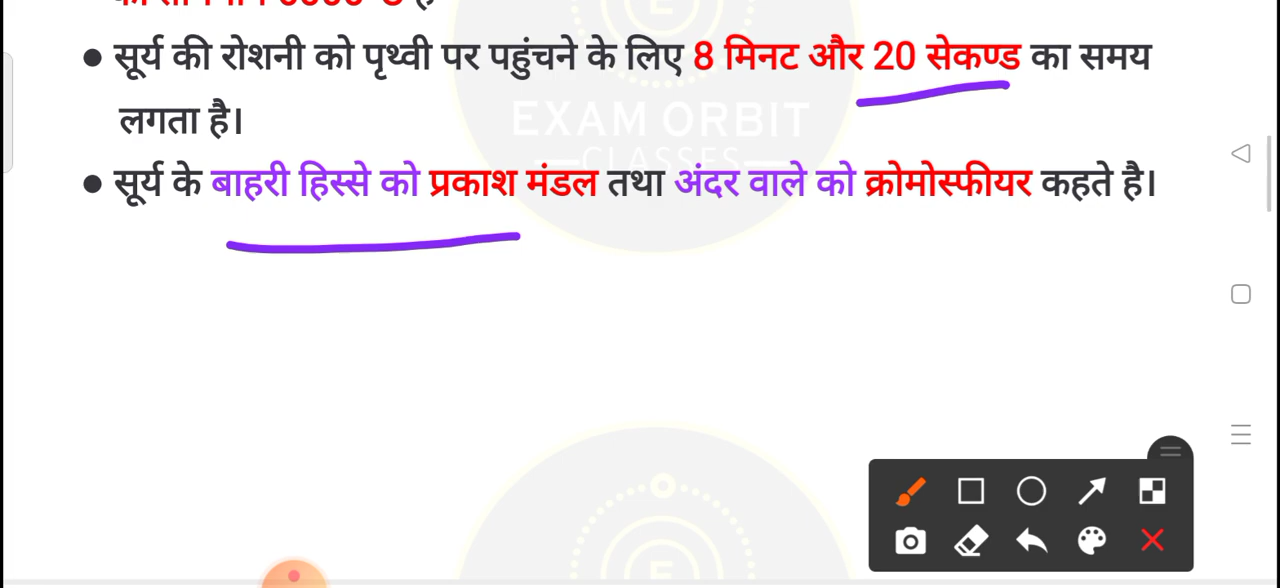 ● सूर्य की रोशनी को पृथ्वी पर पहुंचने के लिए 8 मिनट और 20 सेकण्ड का समय
लगता है।
EXAM ORBIT
CLASSES
● सूर्य के बाहरी हिस्से को प्रकाश मंडल तथा अंदर वाले को क्रोमोस्फीयर कहते है।